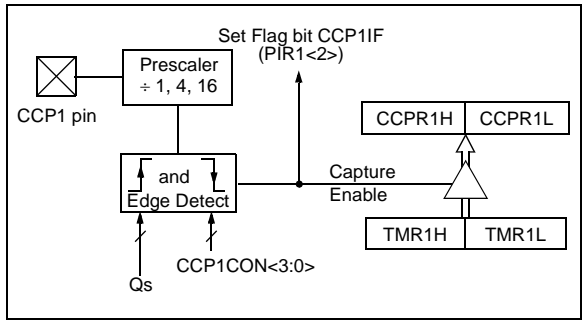 Set Flag bit CCP1IF
(PIR1<2>)
Prescaler
÷ 1, 4, 16
CCP1 pin
CCPR1H
CCPR1L
and
Edge Detect
Capture
Enable
TMR1H
TMR1L
CCP1CON<3:0>
Qs